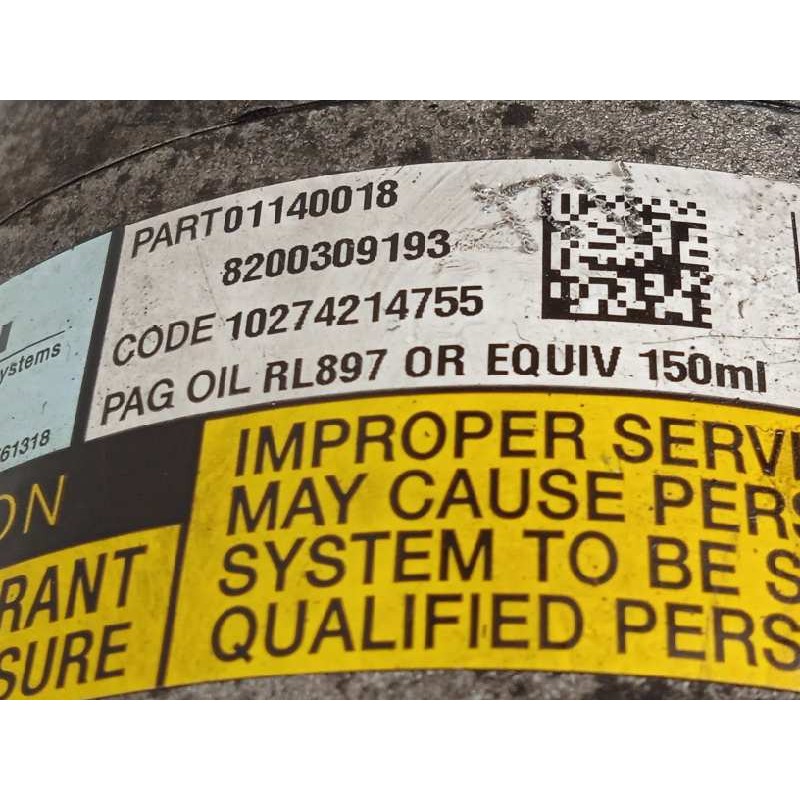 PART01140018
8200309193
CODE 10274214755
PAG OIL RL897 OR EQUIV 150ml
ystems
61318
ON
RANT
SURE
IMPROPER SERVI
MAY CAUSE PERS
SYSTEM TO BE S
QUALIFIED PERS